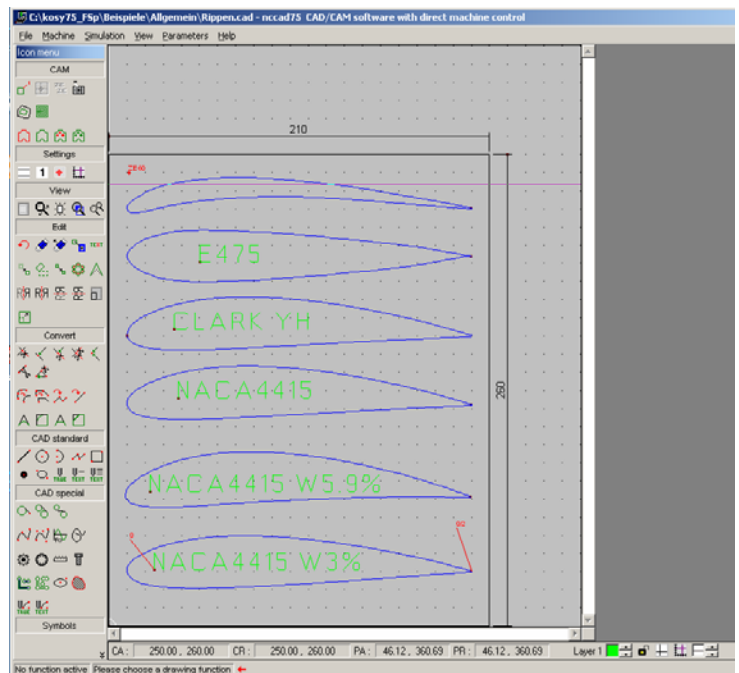 C:\kosy75_FSp\Beispiele\Allgemein\Rippen.cad - nccad75 CAD/CAM software with direct machine control
File Machine Simulation View Parameters Help
Icon menu
CAM
Settings
1
View
Edit
TEXT
Convert
CAD standard
CAD special
Symbols
210
260
E475
CLARK YH
NACA4415
NACA4415 W5.9%
NACA4415 W3%
CA : 250.00 , 260.00 CR : 250.00 , 260.00 PA : 46.12 , 360.69 PR : 46.12 , 360.69 Layer 1
No function active Please choose a drawing function